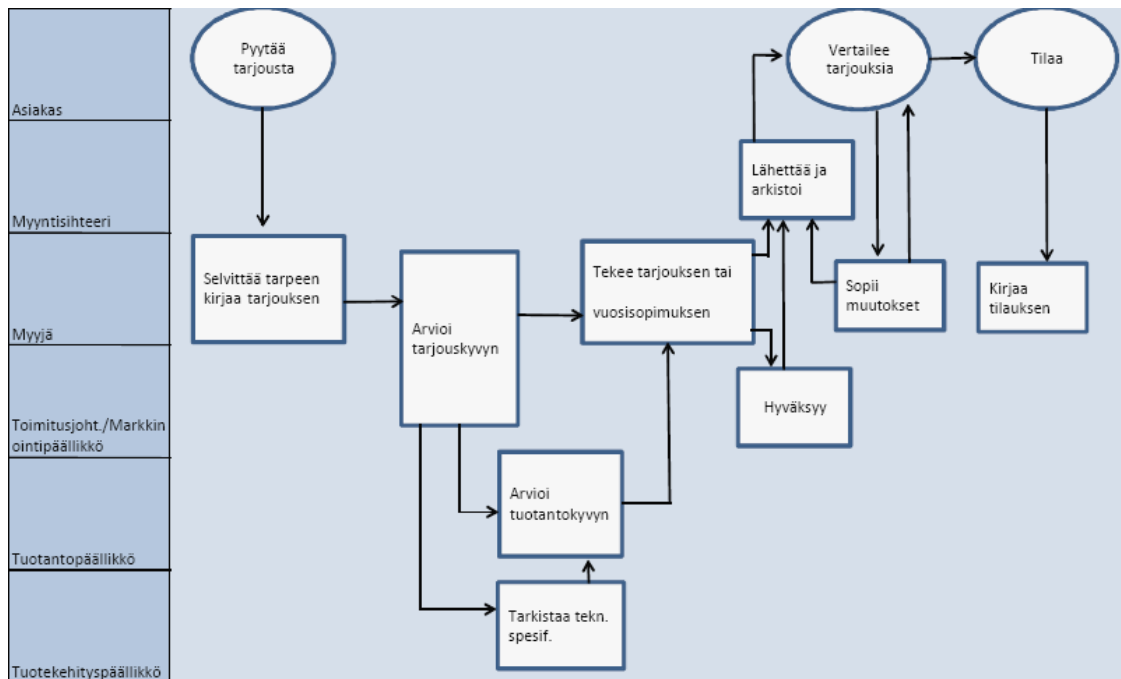 Pyytää
tarjousta
Vertailee
tarjouksia
Tilaa
Asiakas
Lähettää ja
arkistoi
Myyntisihteeri
Selvittää tarpeen
kirjaa tarjouksen
Arvioi
tarjouskyvyn
Tekee tarjouksen tai
vuosisopimuksen
Sopii
muutokset
Kirjaa
tilauksen
Myyjä
Hyväksyy
Toimitusjoht./Markkin
ointipäällikkö
Arvioi
tuotantokyvyn
Tuotantopäällikkö
Tarkistaa tekn.
spesif.
Tuotekehityspäällikkö